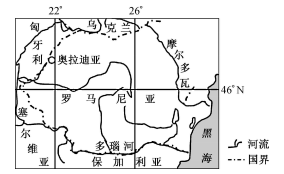 22°
26°
匈牙利
乌克兰
奥拉迪亚
摩尔多瓦
46°N
罗马尼亚
塞尔维亚
多瑙河
保加利亚
黑海
河流
国界